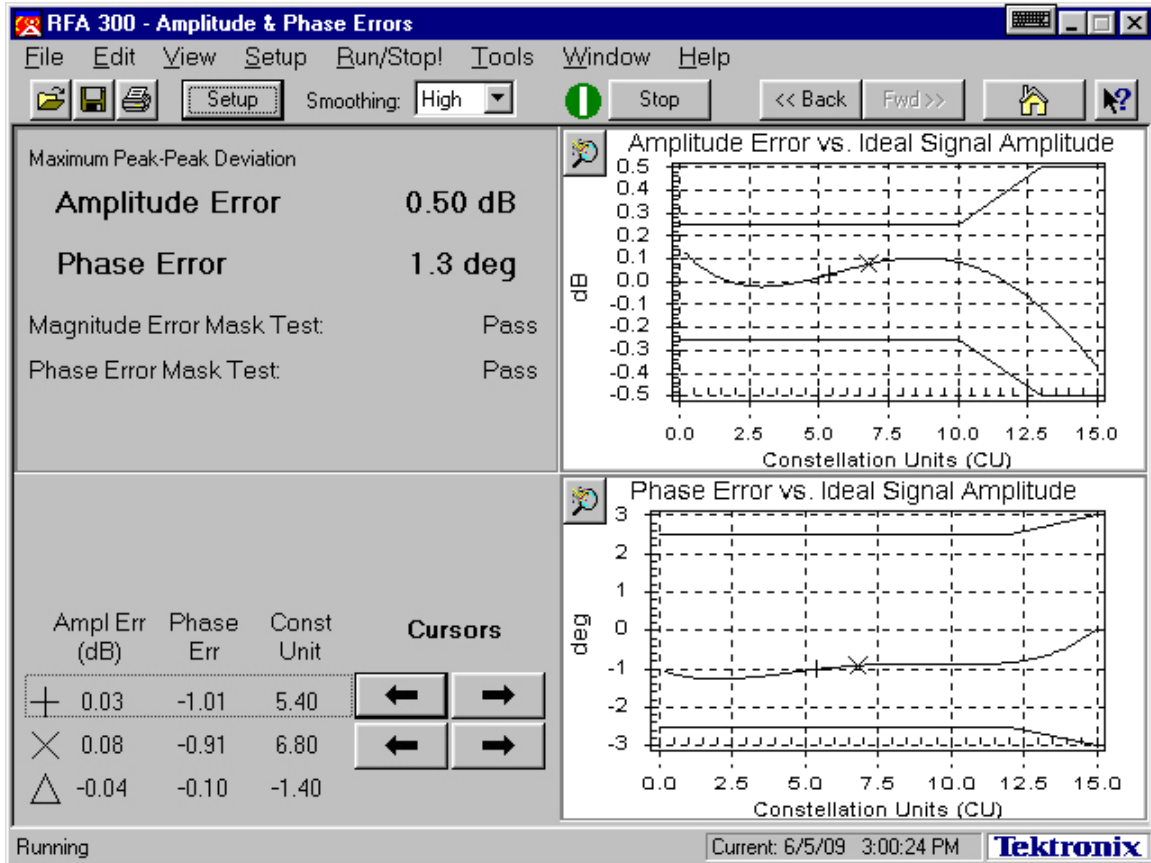 RFA 300 - Amplitude & Phase Errors
File Edit View Setup Run/Stop! Tools Window Help
Setup Smoothing: High Stop << Back Fwd >>
Maximum Peak-Peak Deviation
Amplitude Error 0.50 dB
Phase Error 1.3 deg
Magnitude Error Mask Test: Pass
Phase Error Mask Test: Pass
Amplitude Error vs. Ideal Signal Amplitude
0.5
0.4
0.3
0.2
0.1
0.0
-0.1
-0.2
-0.3
-0.4
-0.5
dB
0.0 2.5 5.0 7.5 10.0 12.5 15.0
Constellation Units (CU)
Phase Error vs. Ideal Signal Amplitude
3
2
1
0
-1
-2
-3
deg
0.0 2.5 5.0 7.5 10.0 12.5 15.0
Constellation Units (CU)
Ampl Err Phase Const
(dB) Err Unit
Cursors
0.03 -1.01 5.40
0.08 -0.91 6.80
-0.04 -0.10 -1.40
Running
Current: 6/5/09 3:00:24 PM
Tektronix